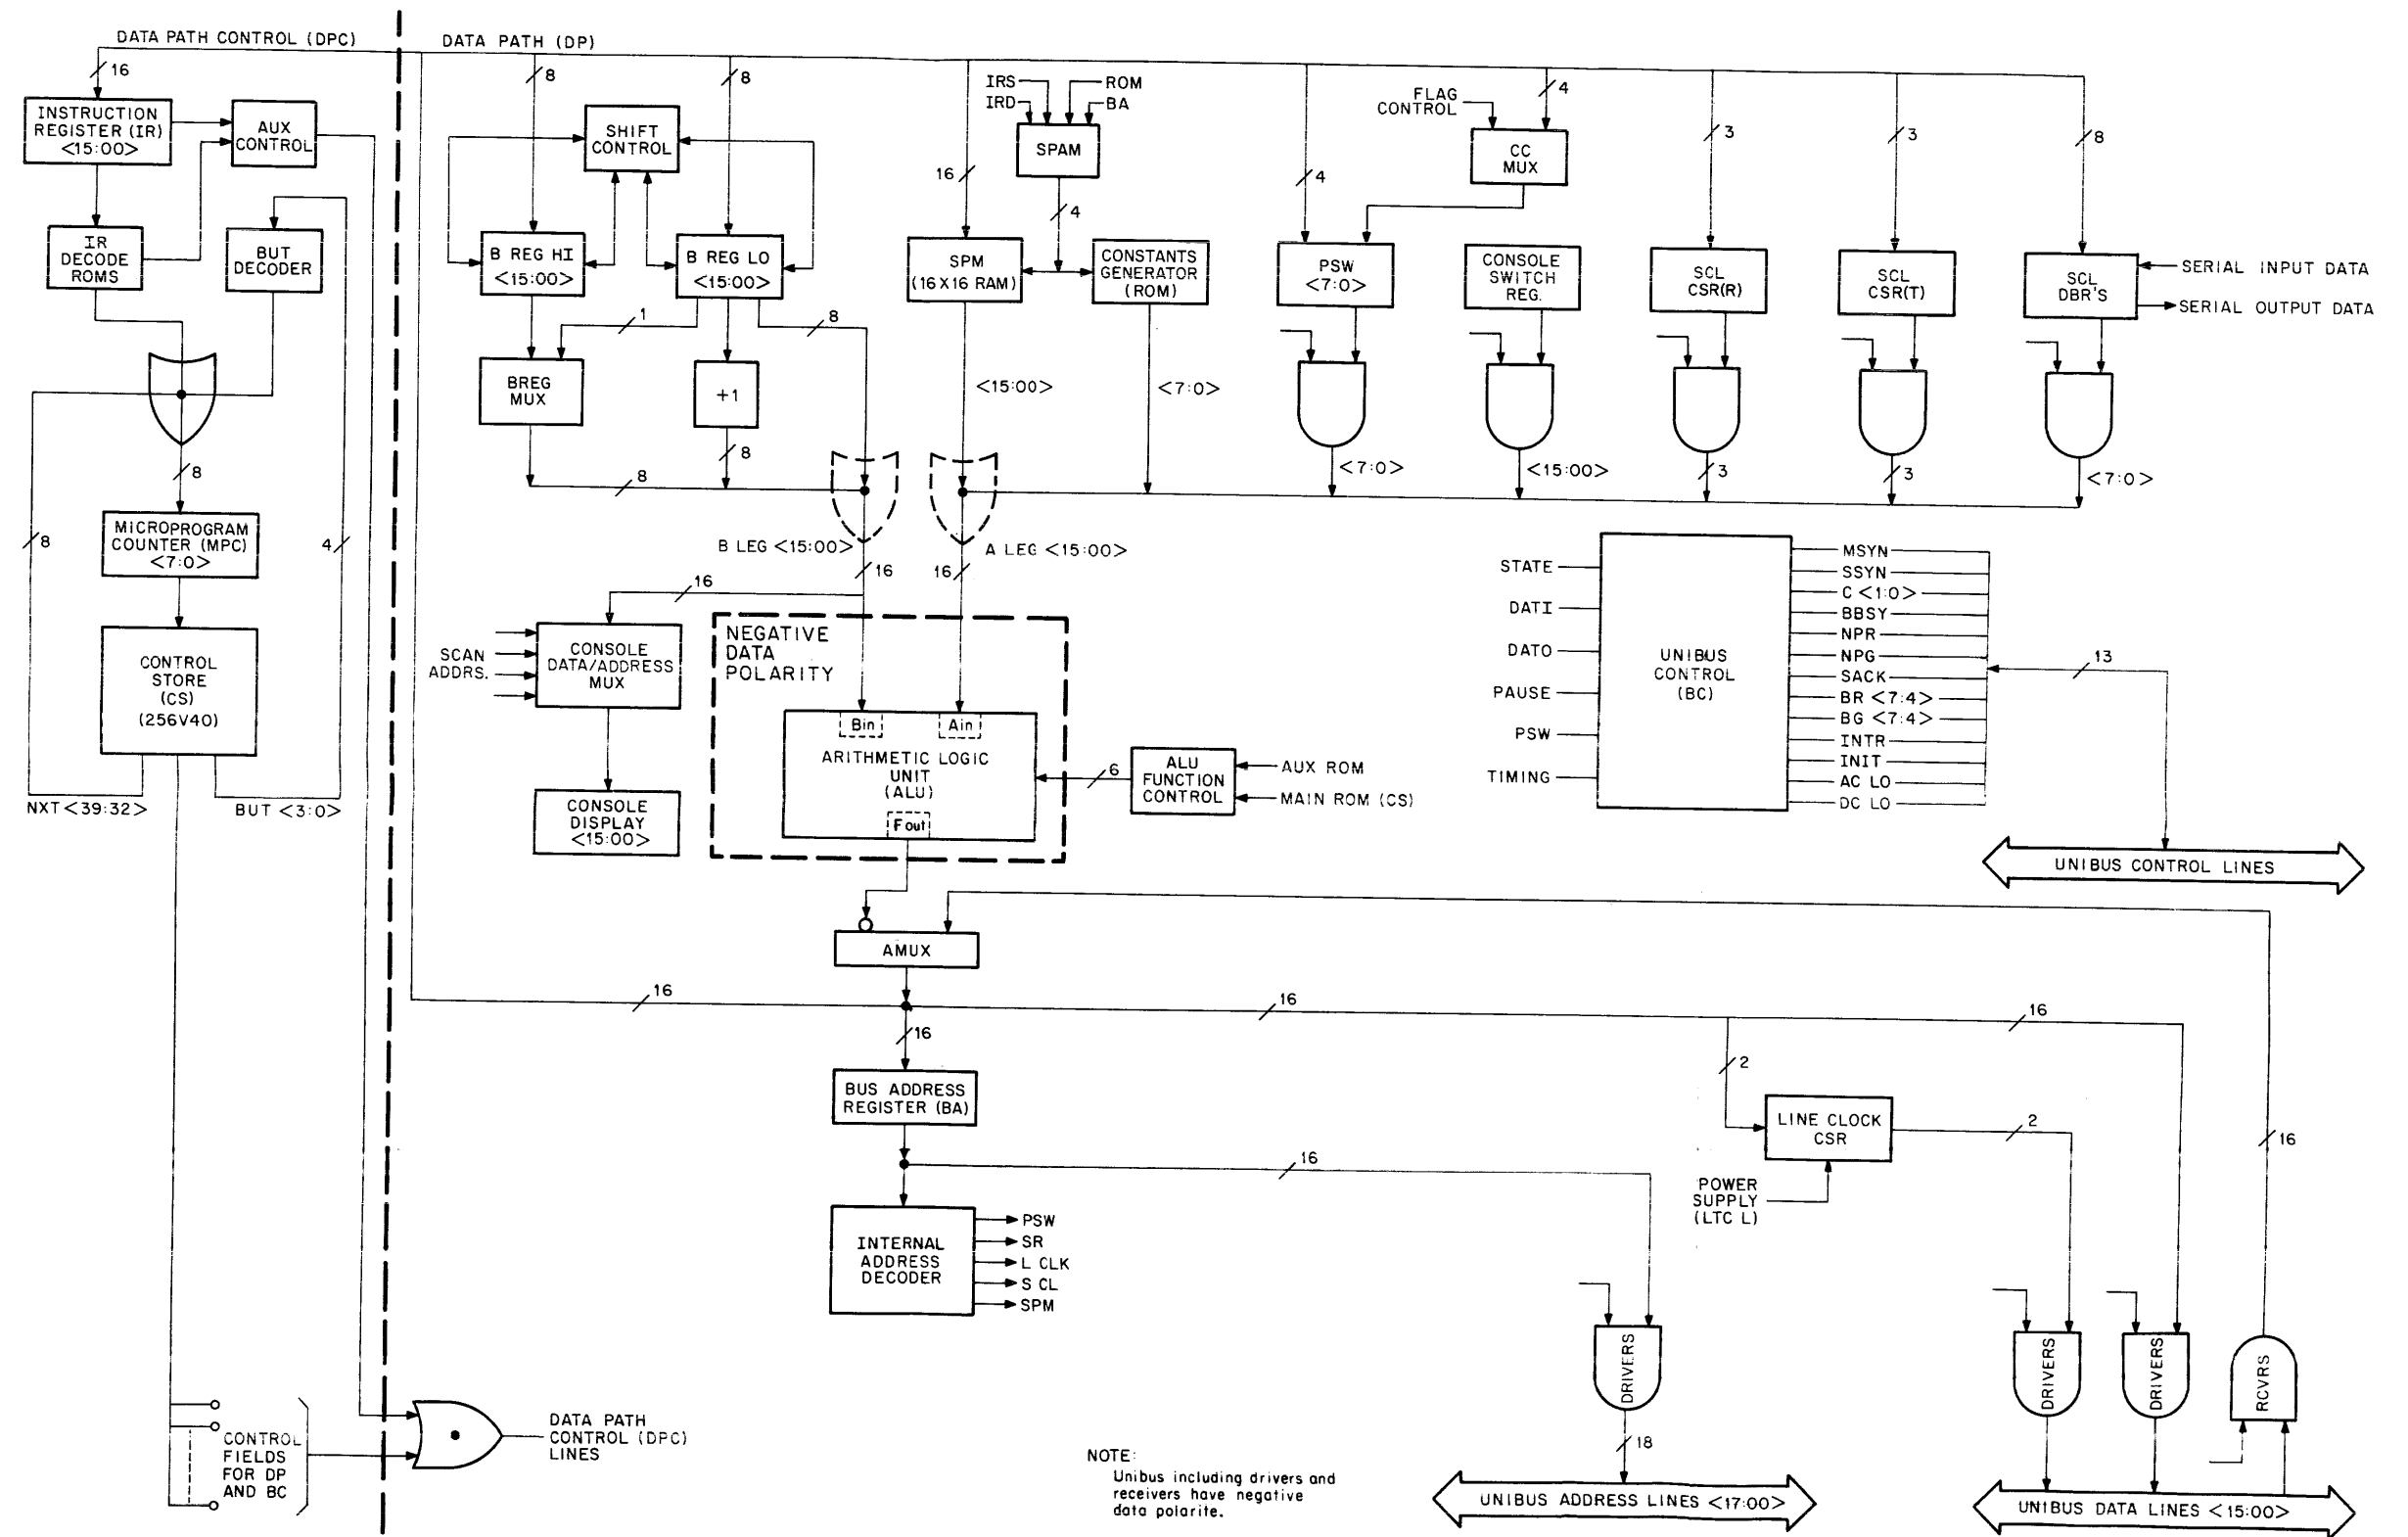 DATA PATH CONTROL (DPC)
DATA PATH (DP)
16
INSTRUCTION
REGISTER (IR)
<15:00>
AUX
CONTROL
IR
DECODE
ROMS
BUT
DECODER
8
8
4
MICROPROGRAM
COUNTER (MPC)
<7:0>
CONTROL
STORE
(CS)
(256V40)
NXT <39:32>
BUT <3:0>
CONTROL
FIELDS
FOR DP
AND BC
DATA PATH
CONTROL (DPC)
LINES
8
8
SHIFT
CONTROL
B REG HI
<15:00>
B REG LO
<15:00>
1
8
BREG
MUX
+1
8
8
IRS
IRD
ROM
BA
SPAM
16
4
SPM
(16X16 RAM)
CONSTANTS
GENERATOR
(ROM)
<15:00>
<7:0>
FLAG
CONTROL
4
CC
MUX
4
PSW
<7:0>
CONSOLE
SWITCH
REG.
3
SCL
CSR(R)
3
SCL
CSR(T)
8
SCL
DBR'S
SERIAL INPUT DATA
SERIAL OUTPUT DATA
<7:0>
<15:00>
3
3
<7:0>
B LEG <15:00>
A LEG <15:00>
16
16
16
SCAN
ADDRS.
CONSOLE
DATA/ADDRESS
MUX
CONSOLE
DISPLAY
<15:00>
NEGATIVE
DATA
POLARITY
Bin
Ain
ARITHMETIC LOGIC
UNIT
(ALU)
F out
6
ALU
FUNCTION
CONTROL
AUX ROM
MAIN ROM (CS)
STATE
DATI
DATO
PAUSE
PSW
TIMING
UNIBUS
CONTROL
(BC)
MSYN
SSYN
C <1:0>
BBSY
NPR
NPG
SACK
BR <7:4>
BG <7:4>
INTR
INIT
AC LO
DC LO
13
UNIBUS CONTROL LINES
AMUX
16
16
16
16
BUS ADDRESS
REGISTER (BA)
16
INTERNAL
ADDRESS
DECODER
PSW
SR
L CLK
S CL
SPM
2
LINE CLOCK
CSR
2
POWER
SUPPLY
(LTC L)
16
DRIVERS
DRIVERS
DRIVERS
RCVRS
18
UNIBUS ADDRESS LINES <17:00>
UNIBUS DATA LINES <15:00>
NOTE:
Unibus including drivers and
receivers have negative
data polarite.